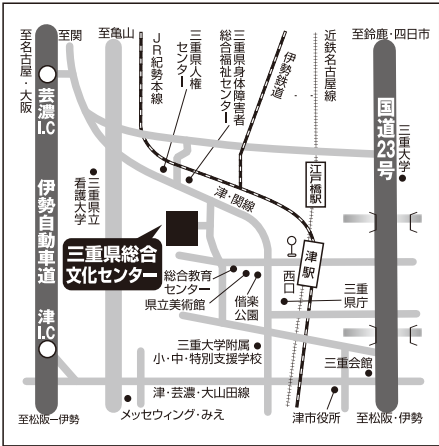 至名古屋・大阪
至関
至亀山
JR紀勢本線
三重県人権
センター
三重県身体障害者
総合福祉センター
伊勢鉄道
近鉄名古屋線
至鈴鹿・四日市
芸濃I.C
国道23号
三重大学
江戸橋駅
三重県立
看護大学
津・関線
伊勢自動車道
三重県総合
文化センター
総合教育
センター
県立美術館
偕楽
公園
西口
津駅
三重
県庁
津I.C
三重大学附属
小・中・特別支援学校
三重会館
津・芸濃・大山田線
メッセウィング・みえ
津市役所
至松阪―伊勢
至松阪・伊勢